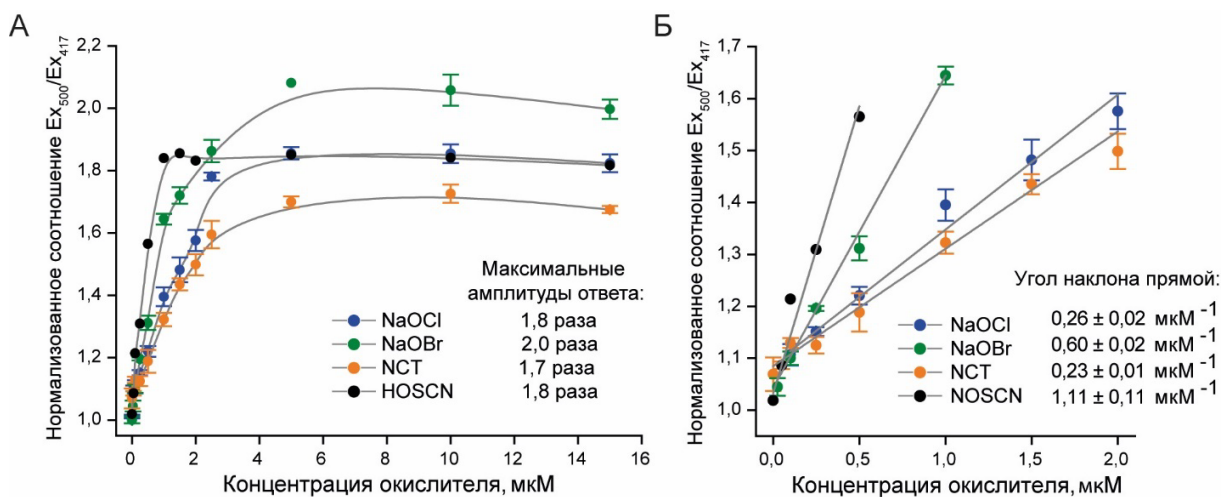 А
Нормализованное соотношение Ex500/Ex417
2,2
2,0
1,8
1,6
1,4
1,2
1,0
0 2 4 6 8 10 12 14 16
Концентрация окислителя, мкМ
Максимальные
амплитуды ответа:
NaOCl 1,8 раза
NaOBr 2,0 раза
NCT 1,7 раза
HOSCN 1,8 раза
Б
Нормализованное соотношение Ex500/Ex417
1,7
1,6
1,5
1,4
1,3
1,2
1,1
1,0
0,0 0,5 1,0 1,5 2,0
Концентрация окислителя, мкМ
Угол наклона прямой:
NaOCl 0,26 ± 0,02 мкМ -1
NaOBr 0,60 ± 0,02 мкМ -1
NCT 0,23 ± 0,01 мкМ -1
NOSCN 1,11 ± 0,11 мкМ -1